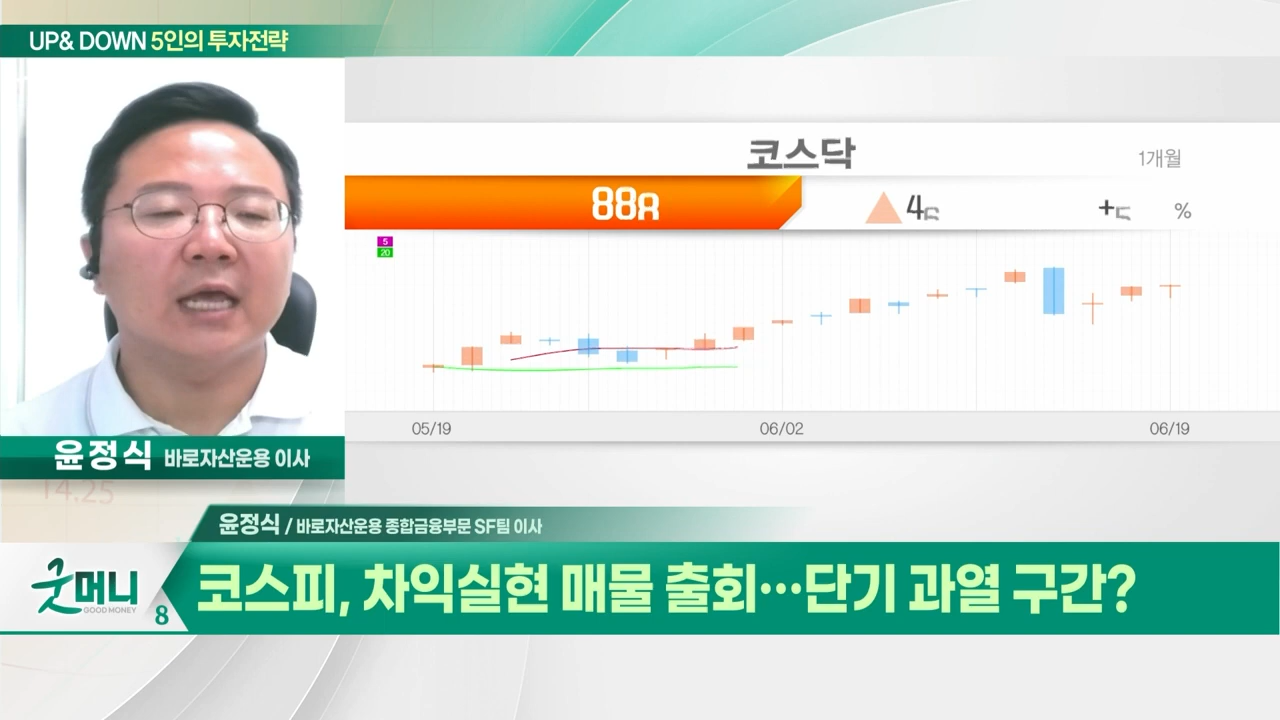 UP& DOWN 5인의 투자전략
코스닥
1개월
%
5
20
05/19
06/02
06/19
윤정식 바로자산운용 이사
14.25
윤정식 / 바로자산운용 종합금융부문 SF팀 이사
굿머니
GOOD MONEY
8
코스피, 차익실현 매물 출회…단기 과열 구간?